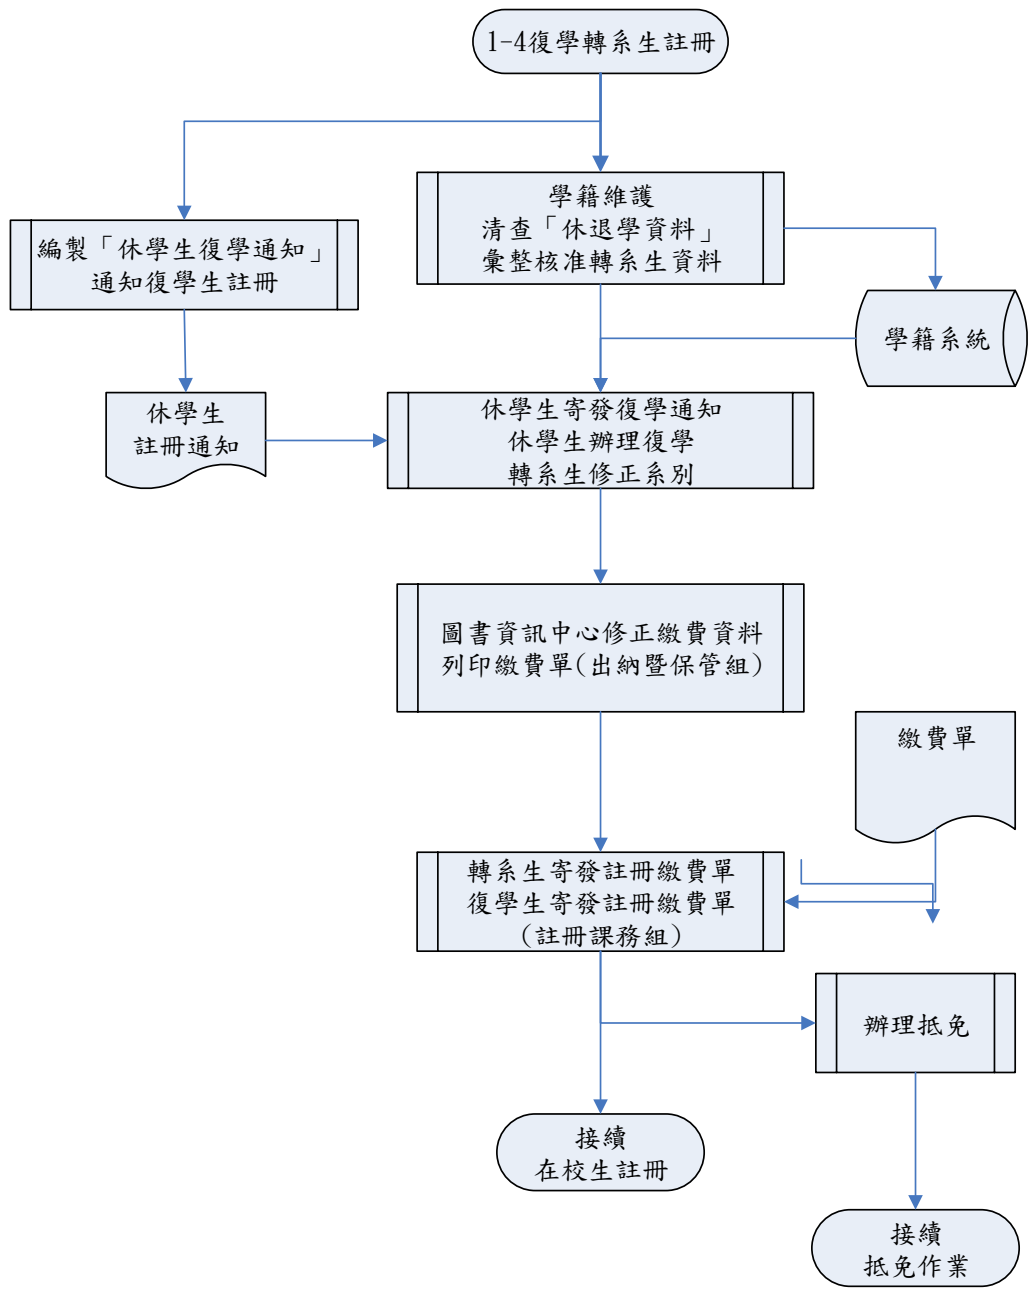 1-4復學轉系生註冊
學籍維護
清查「休退學資料」
彙整核准轉系生資料
編製「休學生復學通知」
通知復學生註冊
學籍系統
休學生
註冊通知
休學生寄發復學通知
休學生辦理復學
轉系生修正系別
圖書資訊中心修正繳費資料
列印繳費單(出納暨保管組)
繳費單
轉系生寄發註冊繳費單
復學生寄發註冊繳費單
(註冊課務組)
辦理抵免
接續
在校生註冊
接續
抵免作業